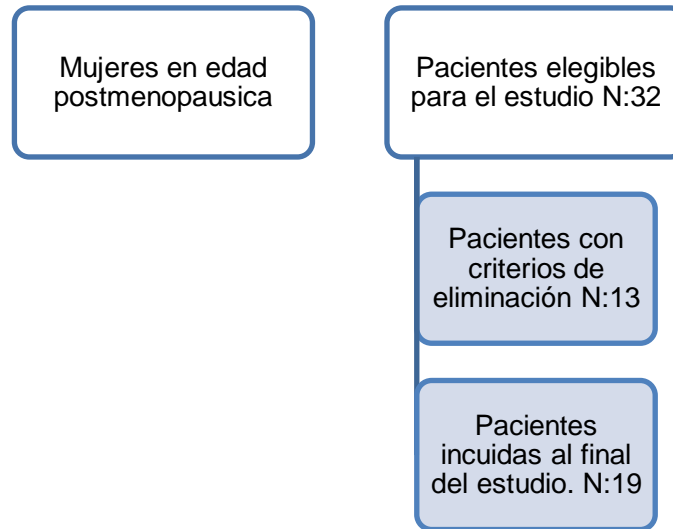 Mujeres en edad
postmenopausica
Pacientes elegibles
para el estudio N:32
Pacientes con
criterios de
eliminación N:13
Pacientes
incuidas al final
del estudio. N:19